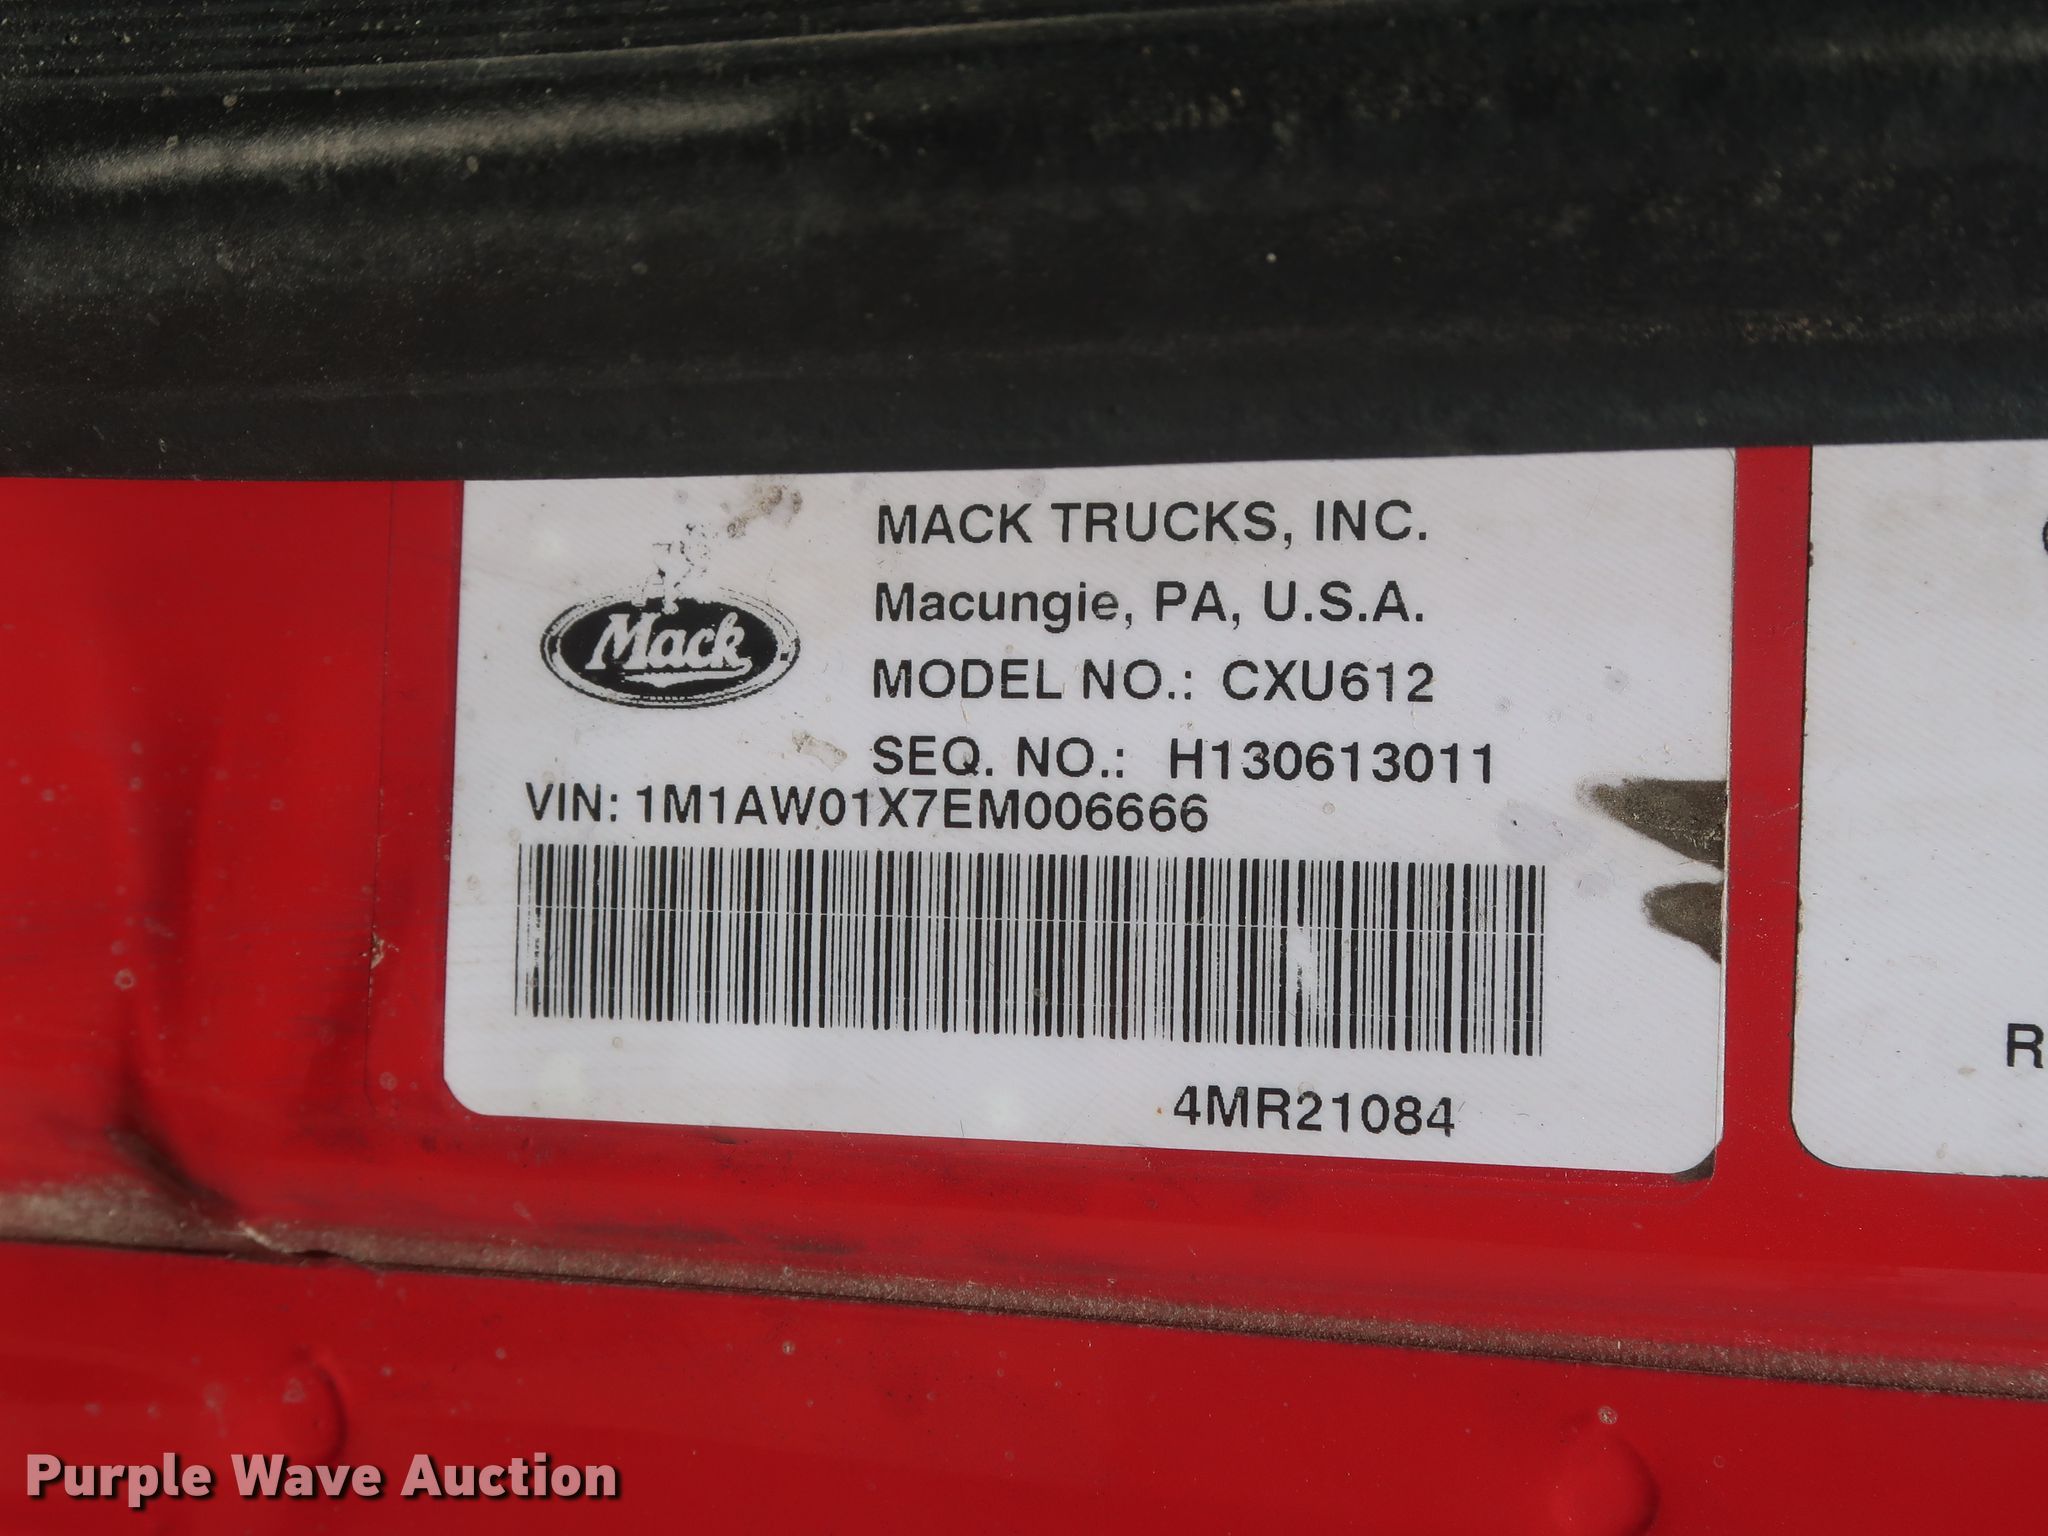 MACK TRUCKS, INC.
Macungie, PA, U.S.A.
Mack
MODEL NO.: CXU612
SEQ. NO.: H130613011
VIN: 1M1AW01X7EM006666
4MR21084
R
Purple Wave Auction